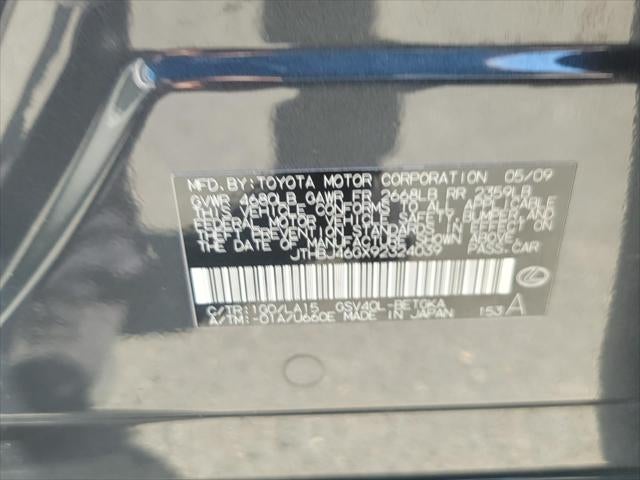 MFD. BY: TOYOTA MOTOR CORPORATION 05/09
GVWR 4680LB GAWR FR 2668LB RR 2359LB
THIS VEHICLE CONFORMS TO ALL APPLICABLE
FEDERAL MOTOR VEHICLE SAFETY, BUMPER, AND
THEFT PREVENTION STANDARDS IN EFFECT ON
THE DATE OF MANUFACTURE SHOWN ABOVE.
JTHBJ46GX92324039 PASS. CAR
C/TR: 1G0/LA15 GSV40L-BETGKA
A/TM: -01A/U660E MADE IN JAPAN 153 A